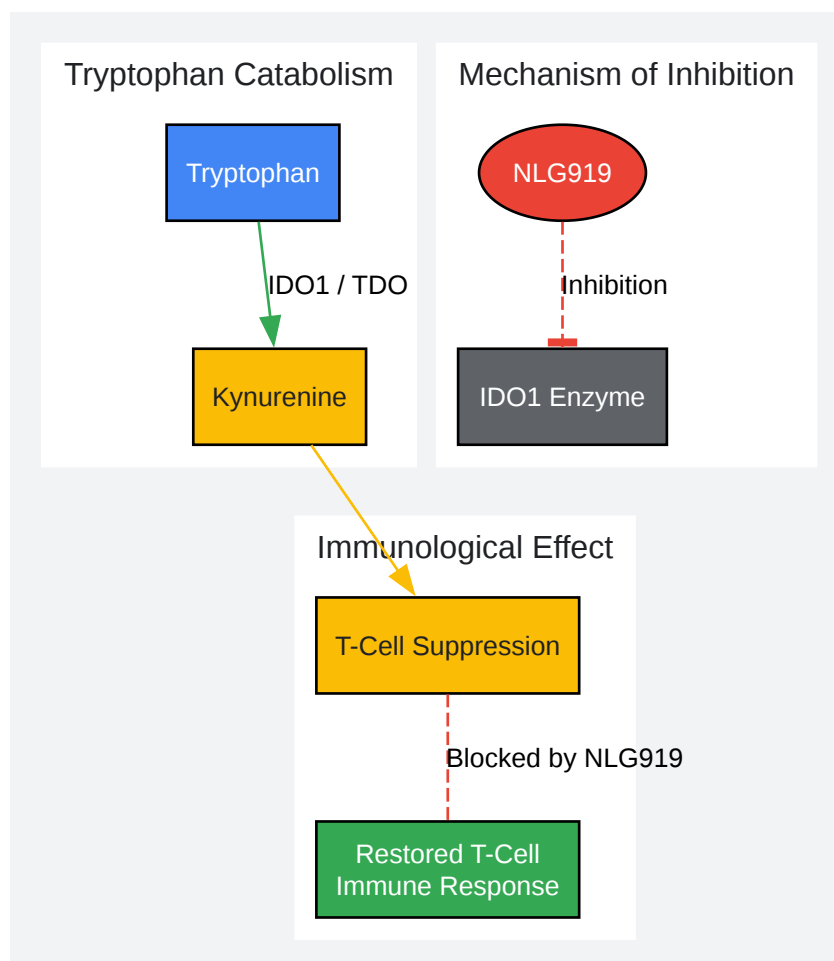 Tryptophan Catabolism
Mechanism of Inhibition
Tryptophan
NLG919
IDO1 / TDO
Inhibition
Kynurenine
IDO1 Enzyme
Immunological Effect
T-Cell Suppression
Blocked by NLG919
Restored T-Cell
Immune Response